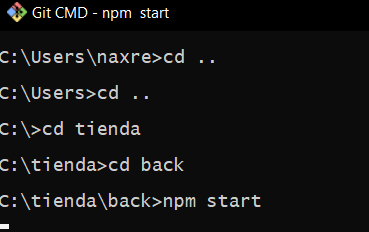 Git CMD - npm  start
C:\Users\naxre>cd ..
C:\Users>cd ..
C:\>cd tienda
C:\tienda>cd back
C:\tienda\back>npm start